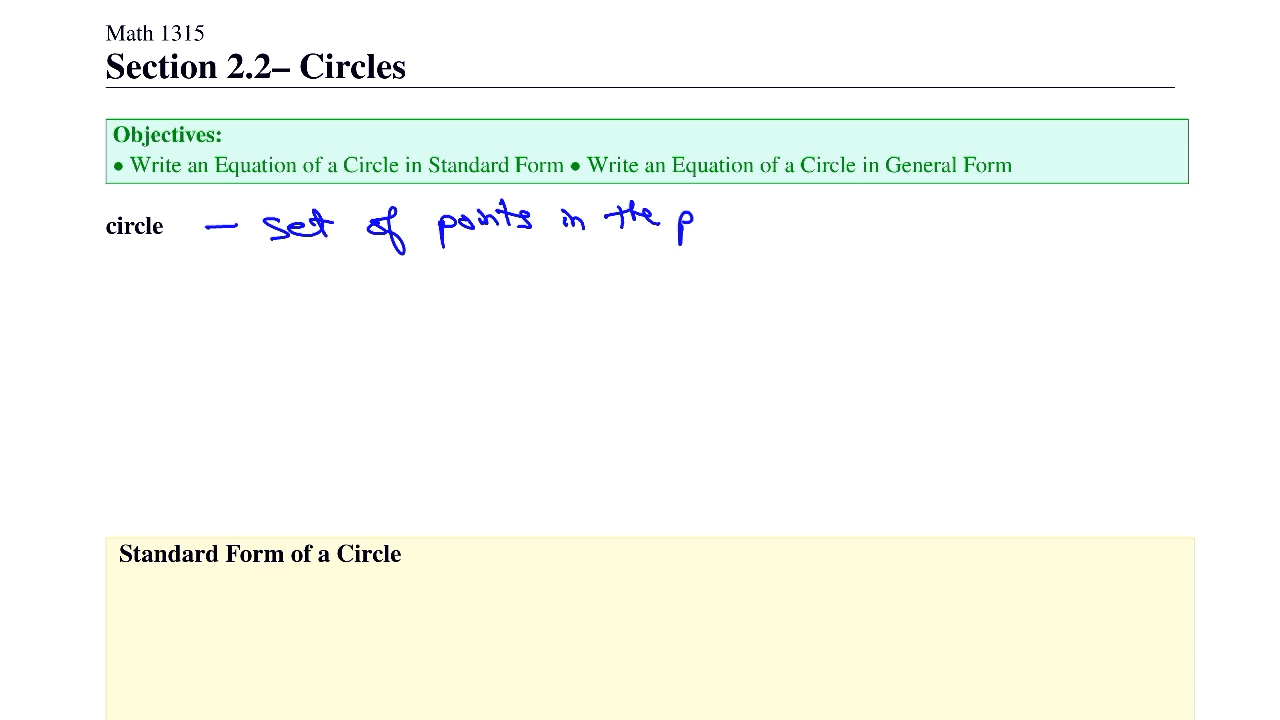 Math 1315
Section 2.2– Circles
Objectives:
• Write an Equation of a Circle in Standard Form • Write an Equation of a Circle in General Form
circle — set of points in the p
Standard Form of a Circle